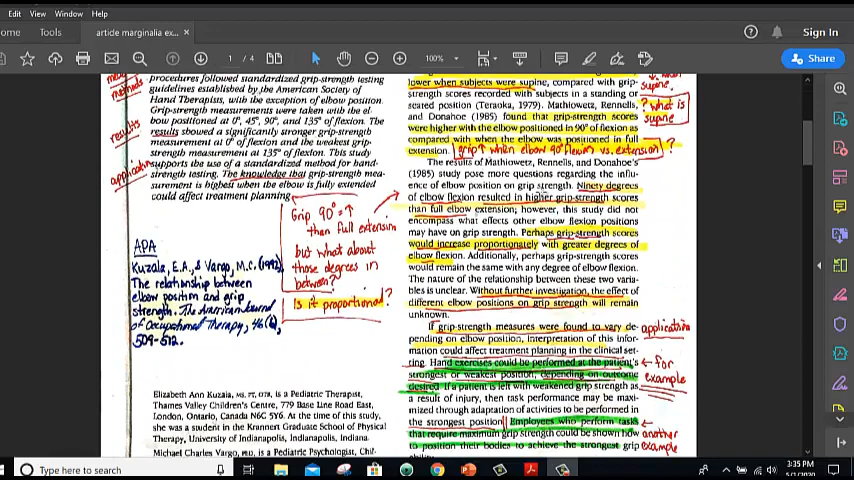 Edit View Window Help
ome Tools article marginalia ex... × Sign In
1 / 4 100% Share
methods
procedures followed standardized grip-strength testing
guidelines established by the American Society of
Hand Therapists, with the exception of elbow position.
Grip-strength measurements were taken with the el-
bow positioned at 0°, 45°, 90°, and 135° of flexion. The
results
results showed a significantly stronger grip-strength
measurement at 0° of flexion and the weakest grip-
strength measurement at 135° of flexion. This study
application
supports the use of a standardized method for hand-
strength testing. The knowledge that grip-strength mea-
surement is highest when the elbow is fully extended
could affect treatment planning
Grip 90° = ↑
than full extension
but what about
those degrees in
between?
Is it proportional?
APA
Kuzala, E.A., & Vargo, M.C. (1992).
The relationship between
elbow position and grip
strength. The American Journal
of Occupational Therapy, 46(6),
509-512.
Elizabeth Ann Kuzala, MS, PT, OTR, is a Pediatric Therapist,
Thames Valley Children's Centre, 779 Base Line Road East,
London, Ontario, Canada N6C 5Y6. At the time of this study,
she was a student in the Krannert Graduate School of Physical
Therapy, University of Indianapolis, Indianapolis, Indiana.
Michael Charles Vargo, PhD, is a Pediatric Psychologist, Chil-
lower when subjects were supine, compared with grip-
strength scores recorded with subjects in a standing or
seated position (Teraoka, 1979). Mathiowetz, Rennels,
and Donahoe (1985) found that grip-strength scores
were higher with the elbow positioned in 90° of flexion as
compared with when the elbow was positioned in full
extension. grip↑ when elbow 90° flexion vs. extension?
supine
? what is
supine
The results of Mathiowetz, Rennels, and Donahoe's
(1985) study pose more questions regarding the influ-
ence of elbow position on grip strength. Ninety degrees
of elbow flexion resulted in higher grip-strength scores
than full elbow extension; however, this study did not
encompass what effects other elbow flexion positions
may have on grip strength. Perhaps grip-strength scores
would increase proportionately with greater degrees of
elbow flexion. Additionally, perhaps grip-strength scores
would remain the same with any degree of elbow flexion.
The nature of the relationship between these two varia-
bles is unclear. Without further investigation, the effect of
different elbow positions on grip strength will remain
unknown.
If grip-strength measures were found to vary de-
pending on elbow position, interpretation of this infor-
mation could affect treatment planning in the clinical set-
ting. Hand exercises could be performed at the patient's
strongest or weakest position, depending on outcome
desired. If a patient is left with weakened grip strength as
a result of injury, then task performance may be maxi-
mized through adaptation of activities to be performed in
the strongest position. Employees who perform tasks
that require maximum grip strength could be shown how
to position their bodies to achieve the strongest grip
application
← for
example
←
another
example
Type here to search
3:35 PM